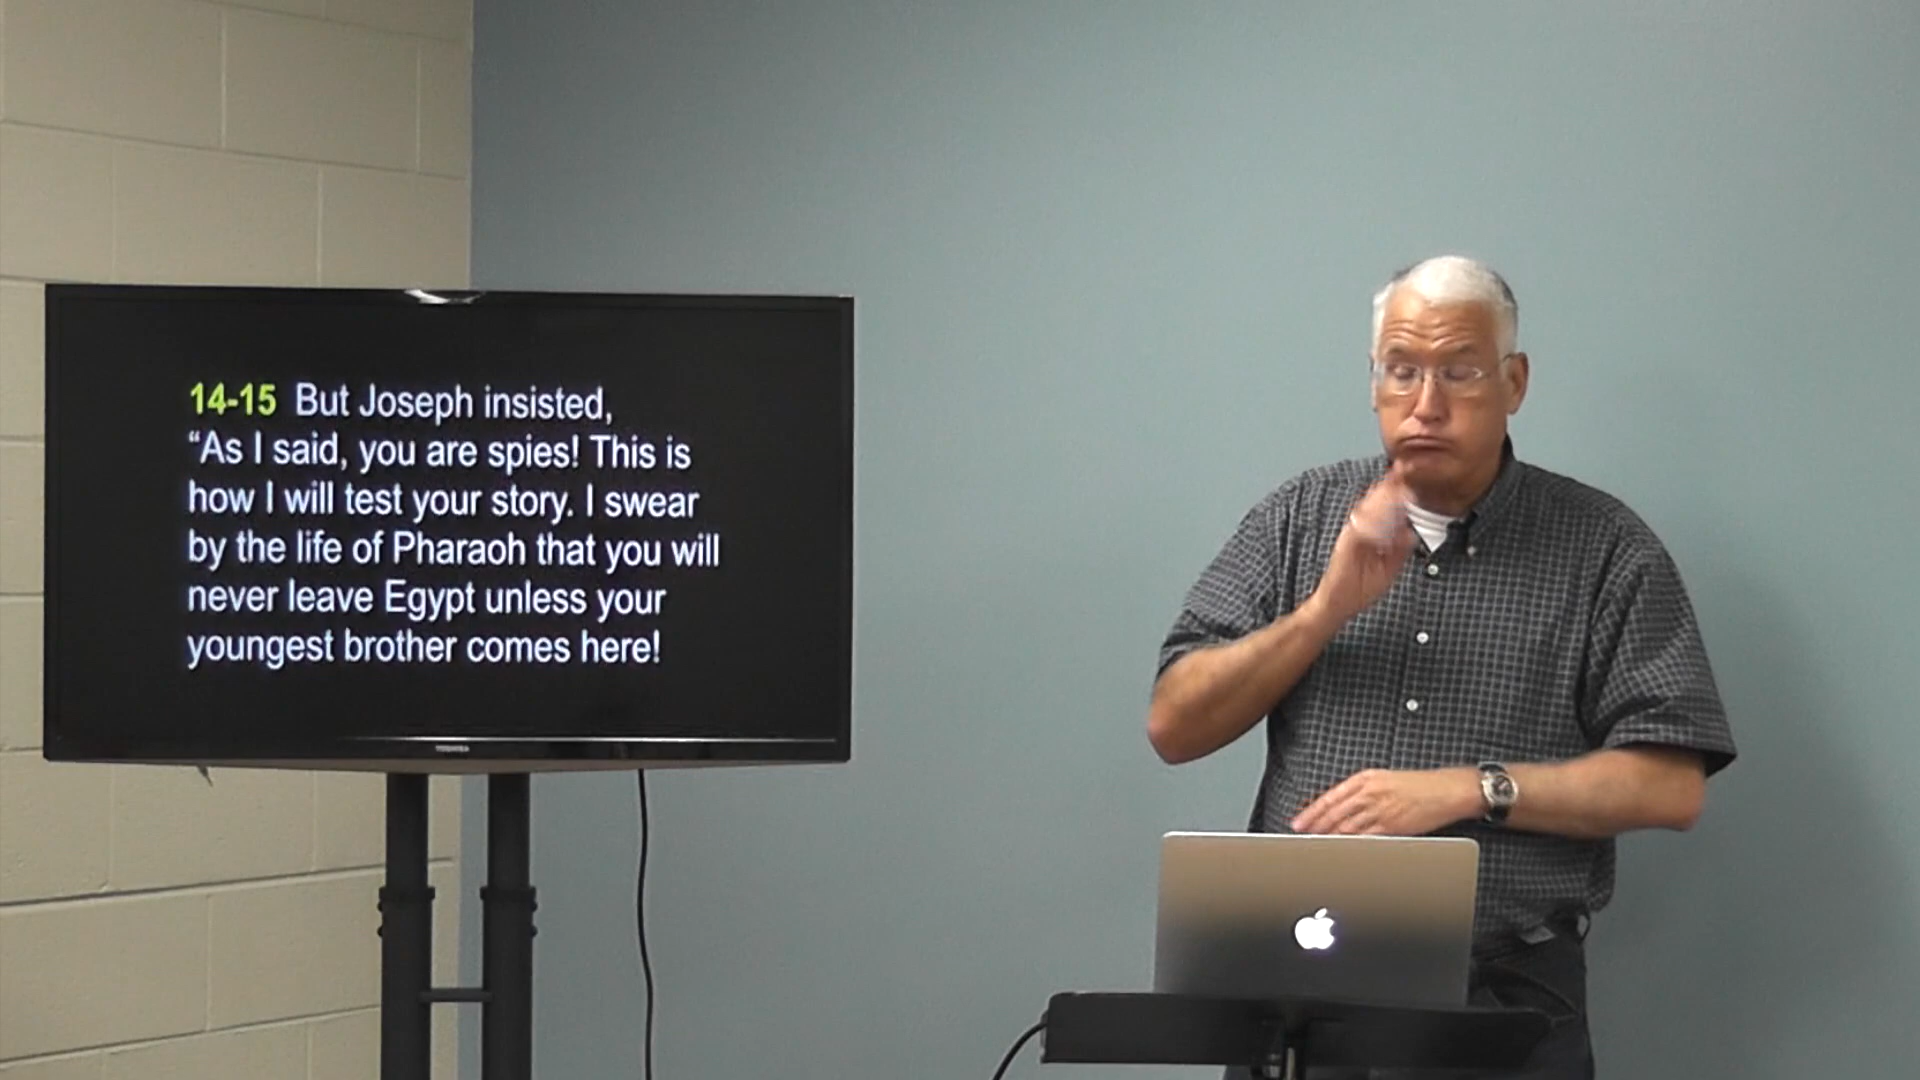 14-15 But Joseph insisted,
“As I said, you are spies! This is
how I will test your story. I swear
by the life of Pharaoh that you will
never leave Egypt unless your
youngest brother comes here!
TOSHIBA